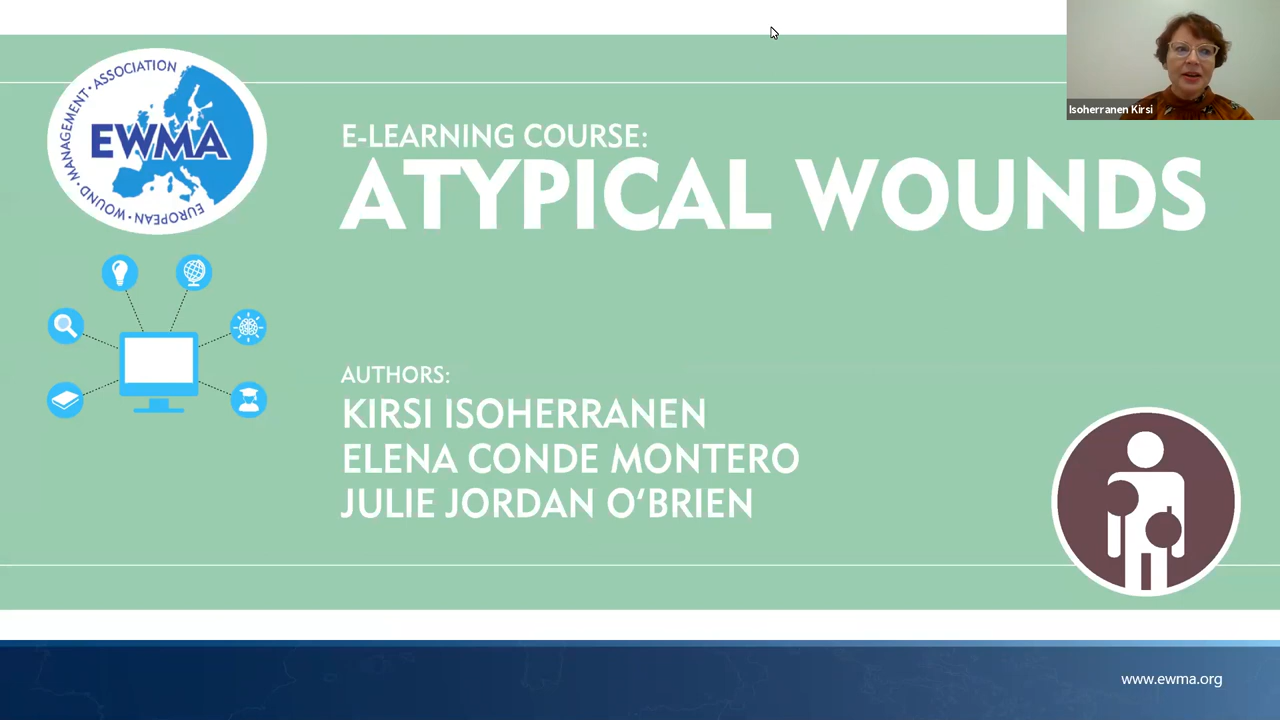 EUROPEAN · WOUND · MANAGEMENT · ASSOCIATION
EWMA
Isoherranen Kirsi
E-LEARNING COURSE:
ATYPICAL WOUNDS
AUTHORS:
KIRSI ISOHERRANEN
ELENA CONDE MONTERO
JULIE JORDAN O‘BRIEN
www.ewma.org